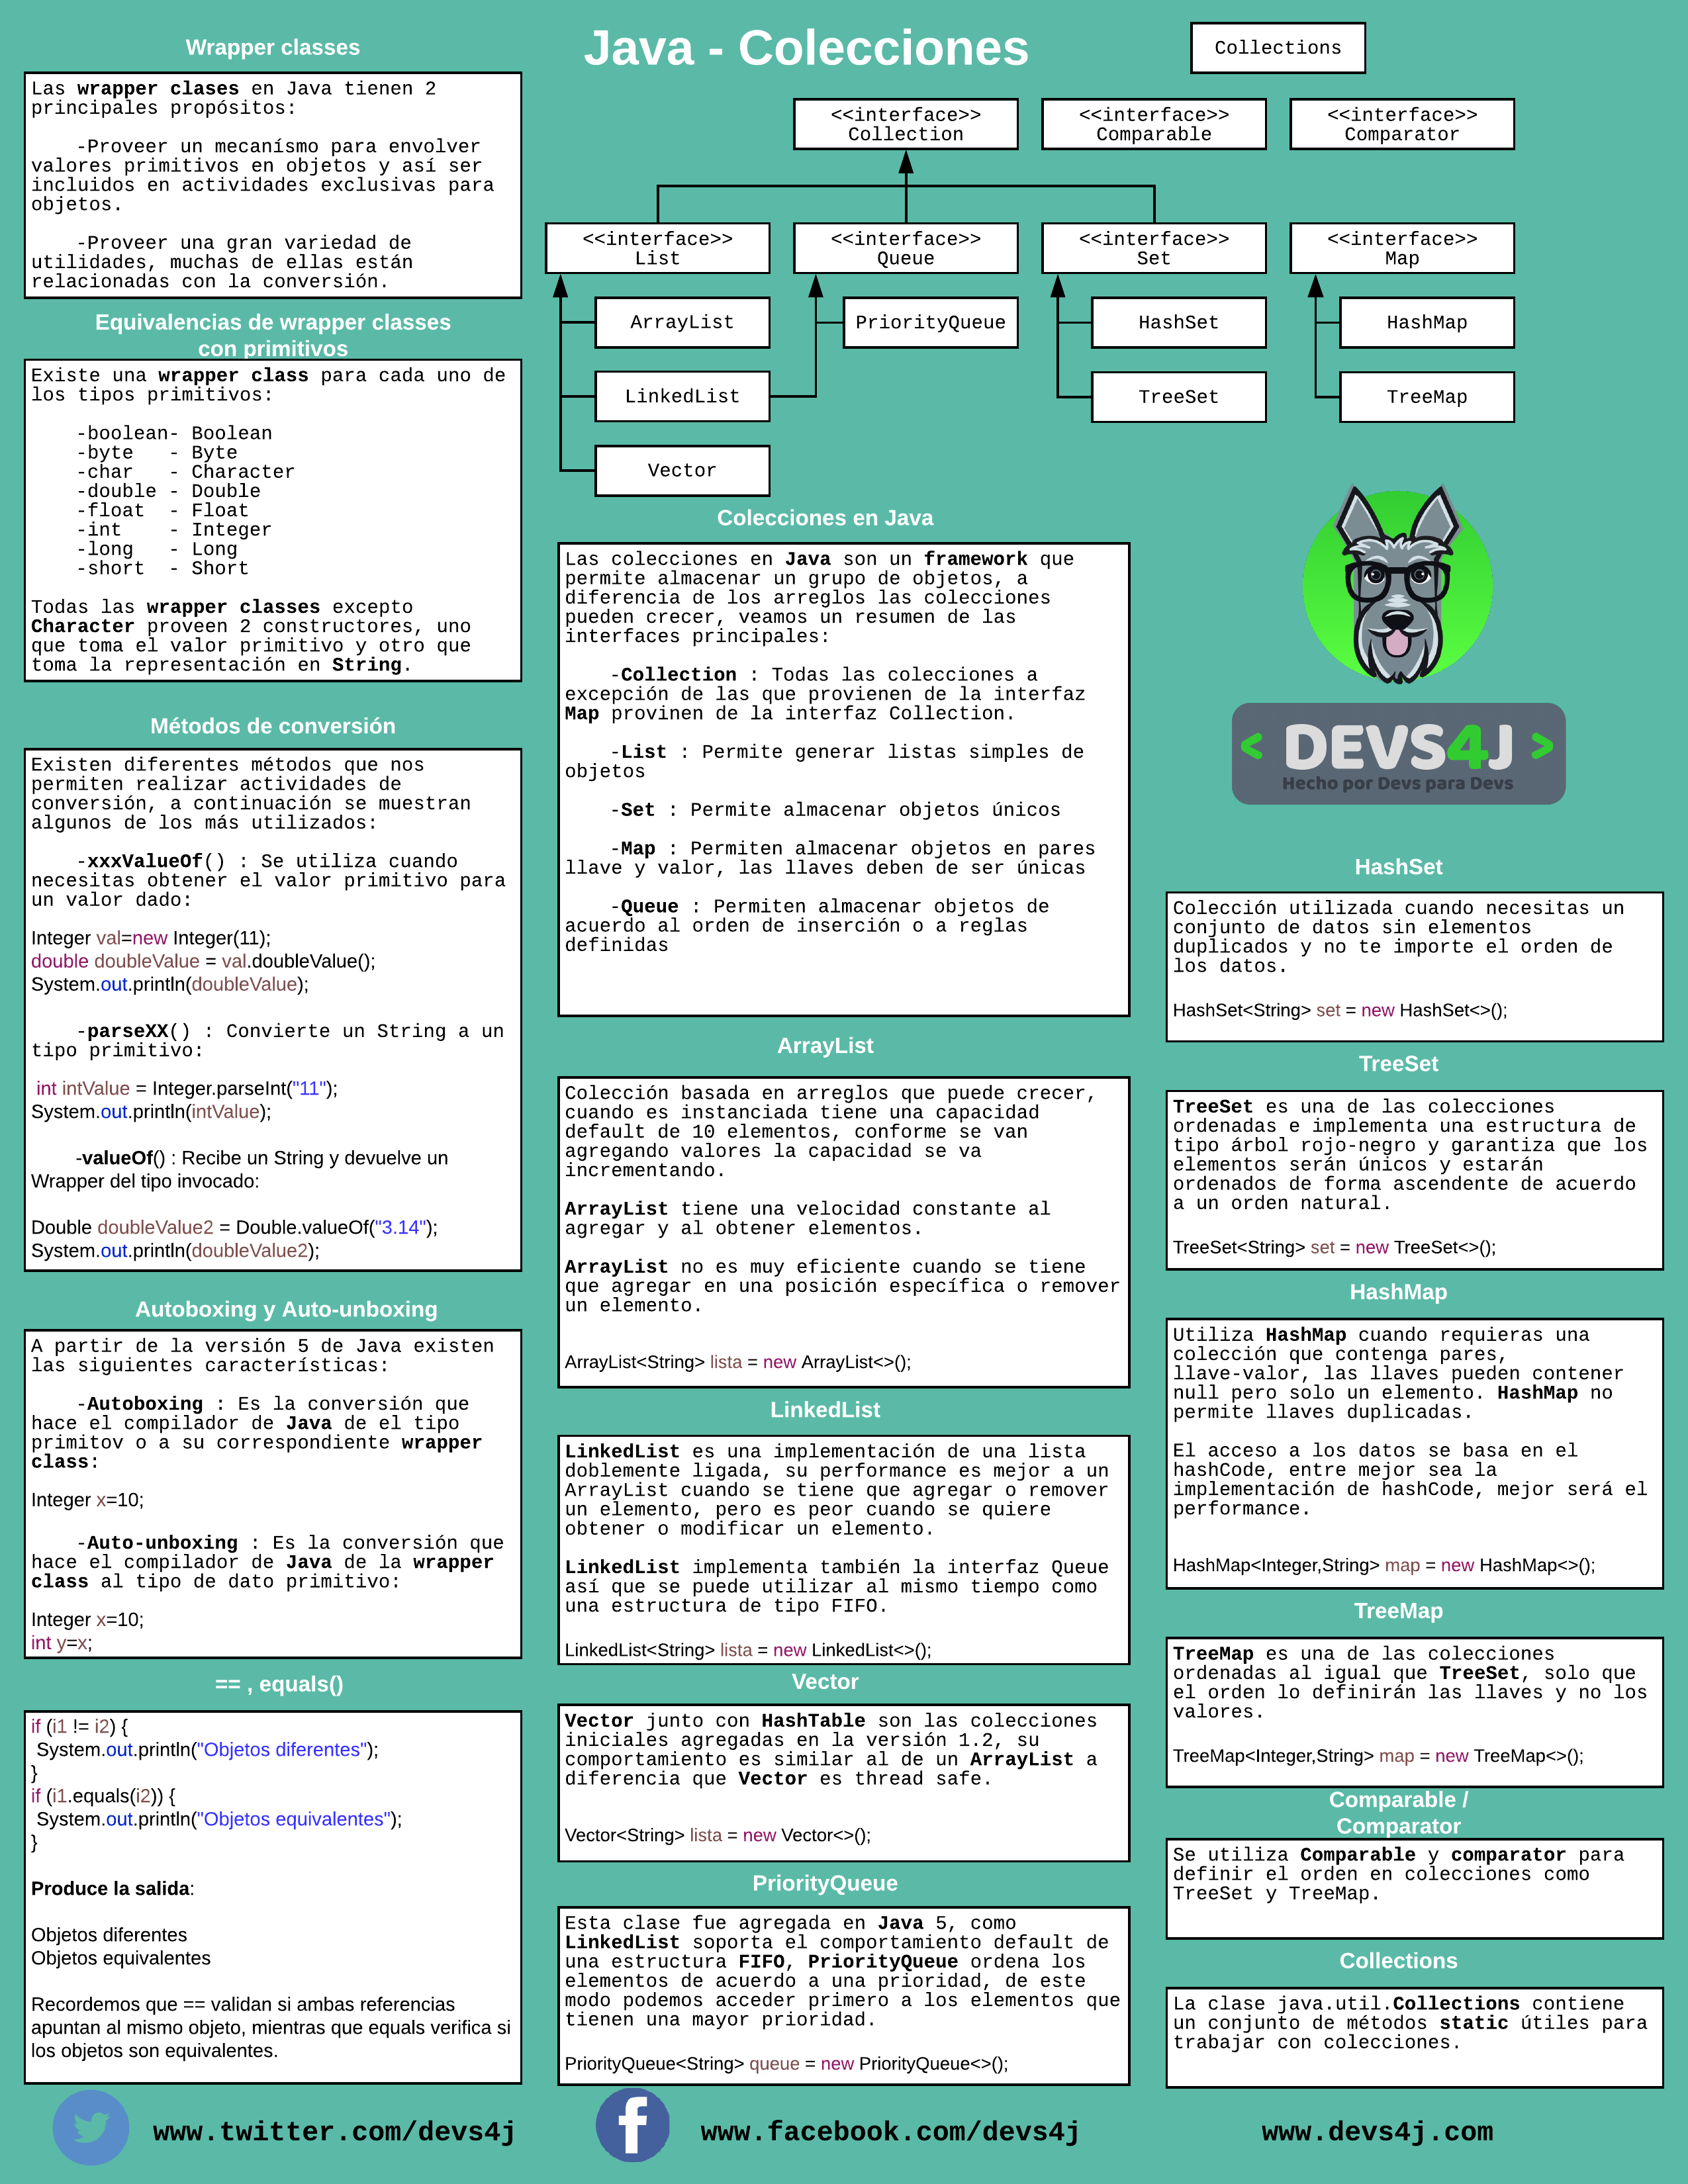 Wrapper classes
Las wrapper clases en Java tienen 2
principales propósitos:
-Proveer un mecanísmo para envolver
valores primitivos en objetos y así ser
incluidos en actividades exclusivas para
objetos.
-Proveer una gran variedad de
utilidades, muchas de ellas están
relacionadas con la conversión.
Equivalencias de wrapper classes
con primitivos
Existe una wrapper class para cada uno de
los tipos primitivos:
-boolean- Boolean
-byte - Byte
-char - Character
-double - Double
-float - Float
-int - Integer
-long - Long
-short - Short
Todas las wrapper classes excepto
Character proveen 2 constructores, uno
que toma el valor primitivo y otro que
toma la representación en String.
Métodos de conversión
Existen diferentes métodos que nos
permiten realizar actividades de
conversión, a continuación se muestran
algunos de los más utilizados:
-xxxValueOf() : Se utiliza cuando
necesitas obtener el valor primitivo para
un valor dado:
Integer val=new Integer(11);
double doubleValue = val.doubleValue();
System.out.println(doubleValue);
-parseXX() : Convierte un String a un
tipo primitivo:
int intValue = Integer.parseInt("11");
System.out.println(intValue);
-valueOf() : Recibe un String y devuelve un
Wrapper del tipo invocado:
Double doubleValue2 = Double.valueOf("3.14");
System.out.println(doubleValue2);
Autoboxing y Auto-unboxing
A partir de la versión 5 de Java existen
las siguientes características:
-Autoboxing : Es la conversión que
hace el compilador de Java de el tipo
primitov o a su correspondiente wrapper
class:
Integer x=10;
-Auto-unboxing : Es la conversión que
hace el compilador de Java de la wrapper
class al tipo de dato primitivo:
Integer x=10;
int y=x;
== , equals()
if (i1 != i2) {
System.out.println("Objetos diferentes");
}
if (i1.equals(i2)) {
System.out.println("Objetos equivalentes");
}
Produce la salida:
Objetos diferentes
Objetos equivalentes
Recordemos que == validan si ambas referencias
apuntan al mismo objeto, mientras que equals verifica si
los objetos son equivalentes.
Java - Colecciones
Collections
<<interface>>
Collection
<<interface>>
Comparable
<<interface>>
Comparator
<<interface>>
List
<<interface>>
Queue
<<interface>>
Set
<<interface>>
Map
ArrayList
PriorityQueue
HashSet
HashMap
LinkedList
TreeSet
TreeMap
Vector
Colecciones en Java
Las colecciones en Java son un framework que
permite almacenar un grupo de objetos, a
diferencia de los arreglos las colecciones
pueden crecer, veamos un resumen de las
interfaces principales:
-Collection : Todas las colecciones a
excepción de las que provienen de la interfaz
Map provinen de la interfaz Collection.
-List : Permite generar listas simples de
objetos
-Set : Permite almacenar objetos únicos
-Map : Permiten almacenar objetos en pares
llave y valor, las llaves deben de ser únicas
-Queue : Permiten almacenar objetos de
acuerdo al orden de inserción o a reglas
definidas
ArrayList
Colección basada en arreglos que puede crecer,
cuando es instanciada tiene una capacidad
default de 10 elementos, conforme se van
agregando valores la capacidad se va
incrementando.
ArrayList tiene una velocidad constante al
agregar y al obtener elementos.
ArrayList no es muy eficiente cuando se tiene
que agregar en una posición específica o remover
un elemento.
ArrayList<String> lista = new ArrayList<>();
LinkedList
LinkedList es una implementación de una lista
doblemente ligada, su performance es mejor a un
ArrayList cuando se tiene que agregar o remover
un elemento, pero es peor cuando se quiere
obtener o modificar un elemento.
LinkedList implementa también la interfaz Queue
así que se puede utilizar al mismo tiempo como
una estructura de tipo FIFO.
LinkedList<String> lista = new LinkedList<>();
Vector
Vector junto con HashTable son las colecciones
iniciales agregadas en la versión 1.2, su
comportamiento es similar al de un ArrayList a
diferencia que Vector es thread safe.
Vector<String> lista = new Vector<>();
PriorityQueue
Esta clase fue agregada en Java 5, como
LinkedList soporta el comportamiento default de
una estructura FIFO, PriorityQueue ordena los
elementos de acuerdo a una prioridad, de este
modo podemos acceder primero a los elementos que
tienen una mayor prioridad.
PriorityQueue<String> queue = new PriorityQueue<>();
< DEVS4J >
Hecho por Devs para Devs
HashSet
Colección utilizada cuando necesitas un
conjunto de datos sin elementos
duplicados y no te importe el orden de
los datos.
HashSet<String> set = new HashSet<>();
TreeSet
TreeSet es una de las colecciones
ordenadas e implementa una estructura de
tipo árbol rojo-negro y garantiza que los
elementos serán únicos y estarán
ordenados de forma ascendente de acuerdo
a un orden natural.
TreeSet<String> set = new TreeSet<>();
HashMap
Utiliza HashMap cuando requieras una
colección que contenga pares,
llave-valor, las llaves pueden contener
null pero solo un elemento. HashMap no
permite llaves duplicadas.
El acceso a los datos se basa en el
hashCode, entre mejor sea la
implementación de hashCode, mejor será el
performance.
HashMap<Integer,String> map = new HashMap<>();
TreeMap
TreeMap es una de las colecciones
ordenadas al igual que TreeSet, solo que
el orden lo definirán las llaves y no los
valores.
TreeMap<Integer,String> map = new TreeMap<>();
Comparable /
Comparator
Se utiliza Comparable y comparator para
definir el orden en colecciones como
TreeSet y TreeMap.
Collections
La clase java.util.Collections contiene
un conjunto de métodos static útiles para
trabajar con colecciones.
www.twitter.com/devs4j
f
www.facebook.com/devs4j
www.devs4j.com